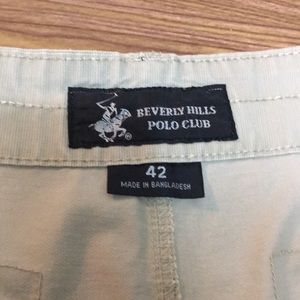 BEVERLY HILLS
POLO CLUB
42
MADE IN BANGLADESH